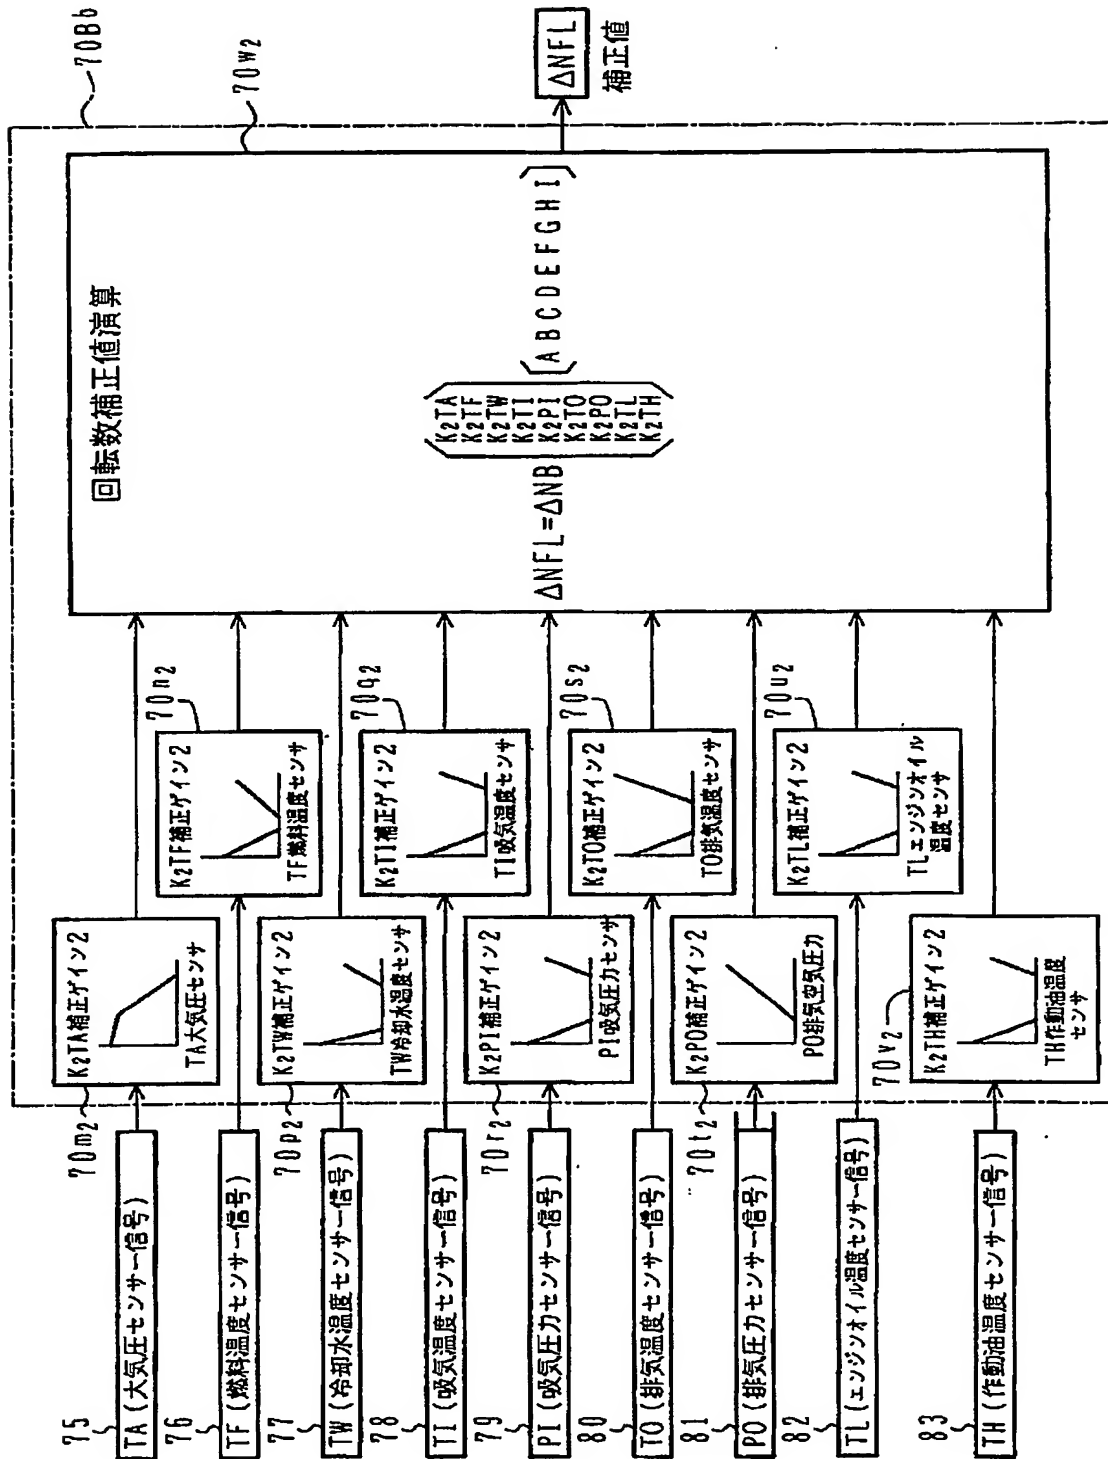 75
TA(大気圧センサー信号)
76
TF(燃料温度センサー信号)
77
TW(冷却水温度センサー信号)
78
TI(吸気温度センサー信号)
79
PI(吸気圧力センサー信号)
80
TO(排気温度センサー信号)
81
PO(排気圧力センサー信号)
82
TL(エンジンオイル温度センサー信号)
83
TH(作動油温度センサー信号)
70m2
K2TA補正ゲイン2
TA大気圧センサ
70n2
K2TF補正ゲイン2
TF燃料温度センサ
70p2
K2TW補正ゲイン2
TW冷却水温度センサ
70q2
K2TI補正ゲイン2
TI吸気温度センサ
70r2
K2PI補正ゲイン2
PI吸気圧力センサ
70s2
K2TO補正ゲイン2
TO排気温度センサ
70t2
K2PO補正ゲイン2
PO排気空気圧力
70u2
K2TL補正ゲイン2
TLエンジンオイル
温度センサ
70v2
K2TH補正ゲイン2
TH作動油温度
センサ
回転数補正値演算
ΔNFL=ΔNB
K2TA
K2TF
K2TW
K2TI
K2PI
K2TO
K2PO
K2TL
K2TH
[A B C D E F G H I]
70Bb
70w2
ΔNFL
補正値